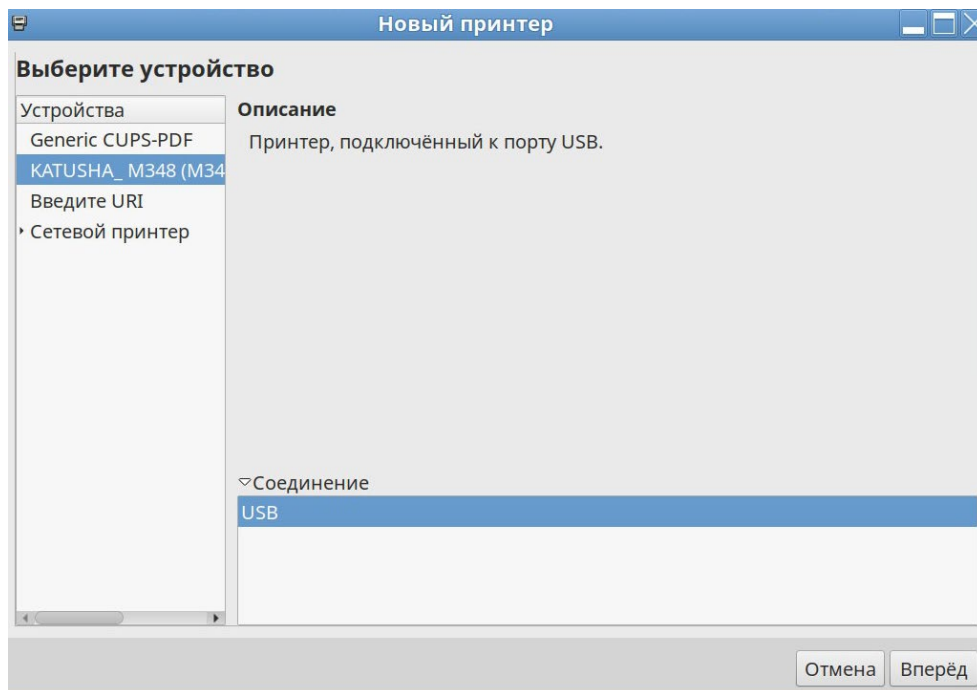 Новый принтер
Выберите устройство
Устройства
Generic CUPS-PDF
KATUSHA_ M348 (M34
Введите URI
Сетевой принтер
Описание
Принтер, подключённый к порту USB.
Соединение
USB
Отмена
Вперёд